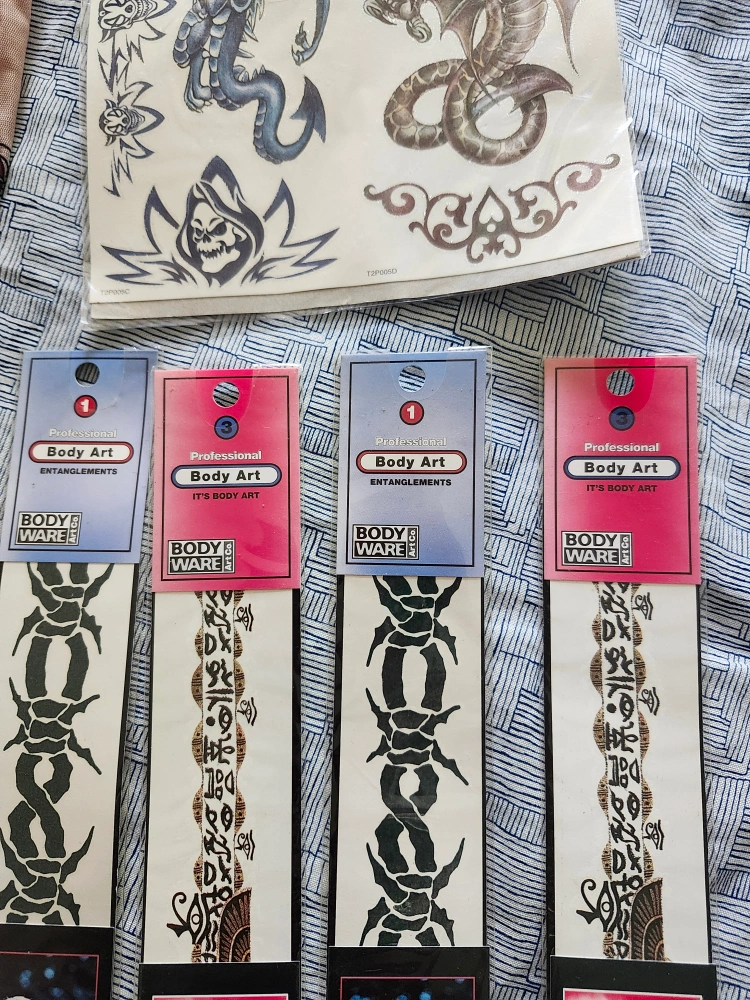 T2P005C
T2P005D
1
Professional
Body Art
ENTANGLEMENTS
BODY
WARE
Art Co
3
Professional
Body Art
IT'S BODY ART
BODY
WARE
Art Co
1
Professional
Body Art
ENTANGLEMENTS
BODY
WARE
Art Co
3
Professional
Body Art
IT'S BODY ART
BODY
WARE
Art Co